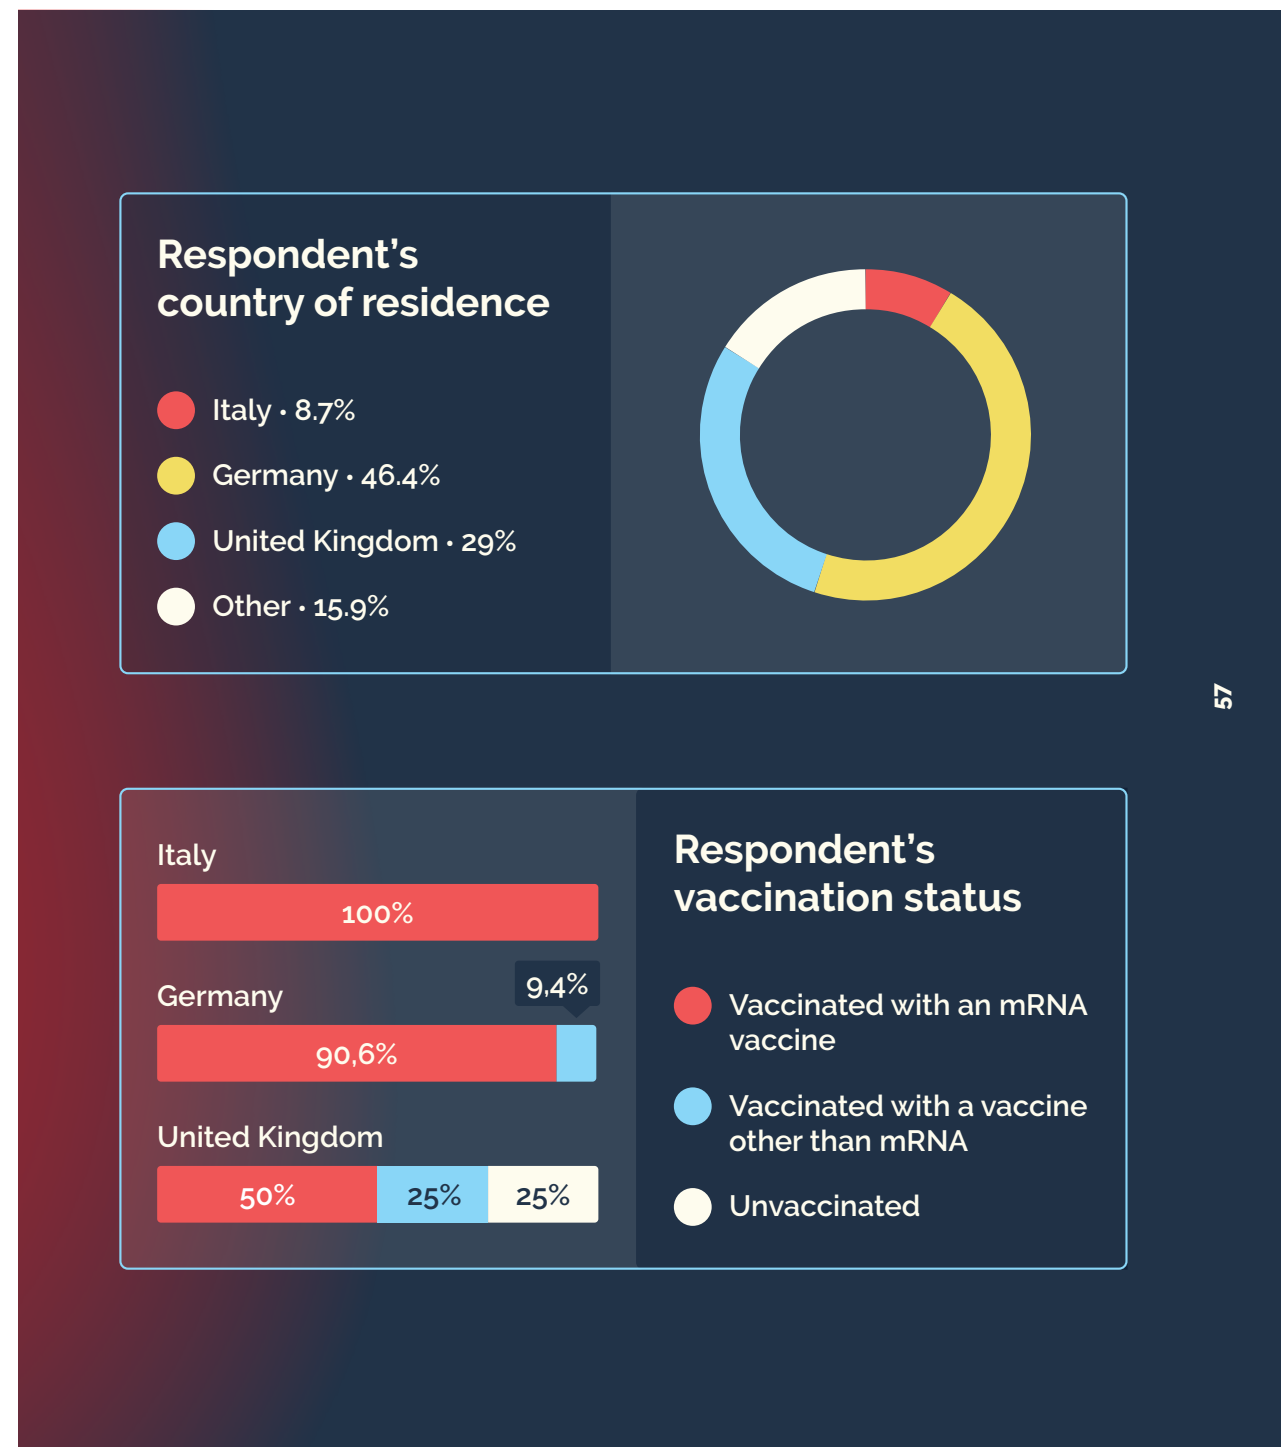 Respondent’s
country of residence
Italy • 8.7%
Germany • 46.4%
United Kingdom • 29%
Other • 15.9%
57
Italy
100%
Germany
9,4%
90,6%
United Kingdom
50% 25% 25%
Respondent’s
vaccination status
Vaccinated with an mRNA
vaccine
Vaccinated with a vaccine
other than mRNA
Unvaccinated